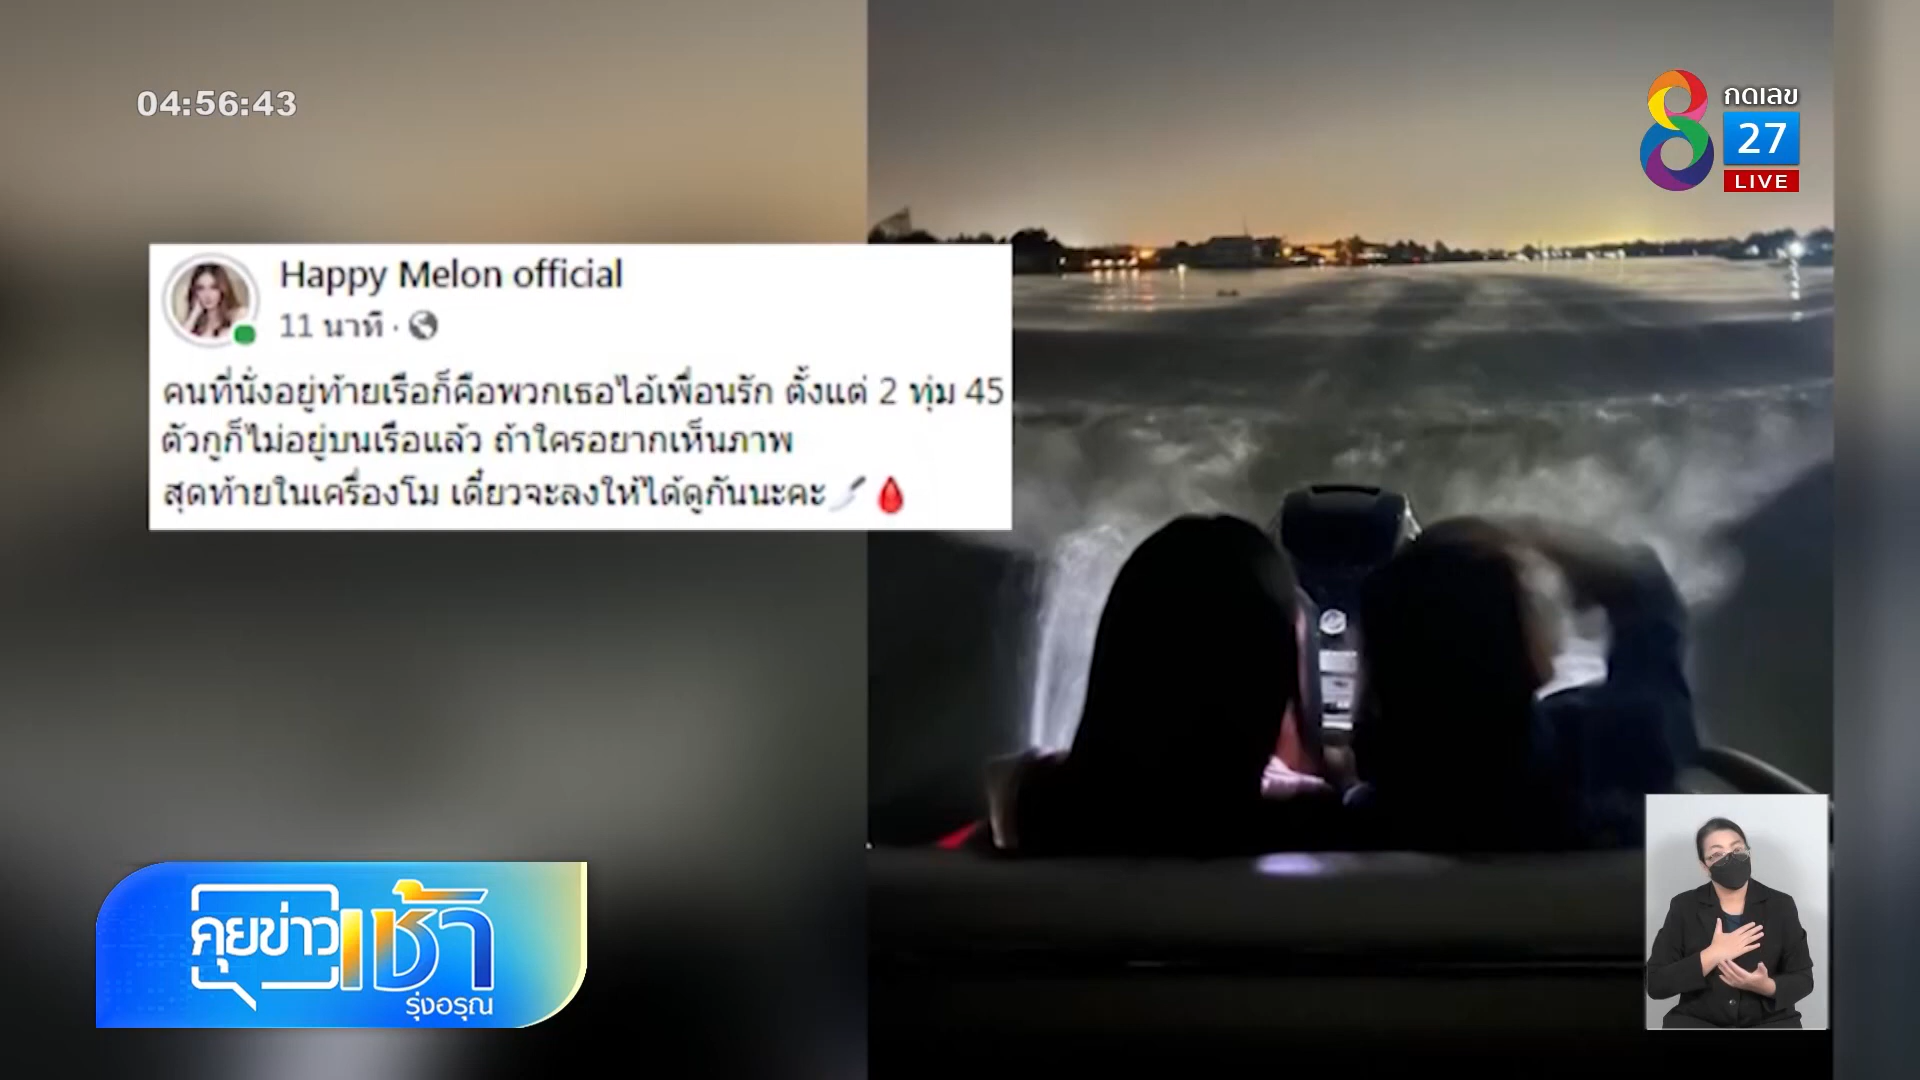 04:56:43
กดเลข
27
LIVE
Happy Melon official
11 นาที ·
คนที่นั่งอยู่ท้ายเรือก็คือพวกเธอไอ้เพื่อนรัก ตั้งแต่ 2 ทุ่ม 45
ตัวกูก็ไม่อยู่บนเรือแล้ว ถ้าใครอยากเห็นภาพ
สุดท้ายในเครื่องโม เดี๋ยวจะลงให้ได้ดูกันนะคะ🔪🩸
คุยข่าวเช้า
รุ่งอรุณ